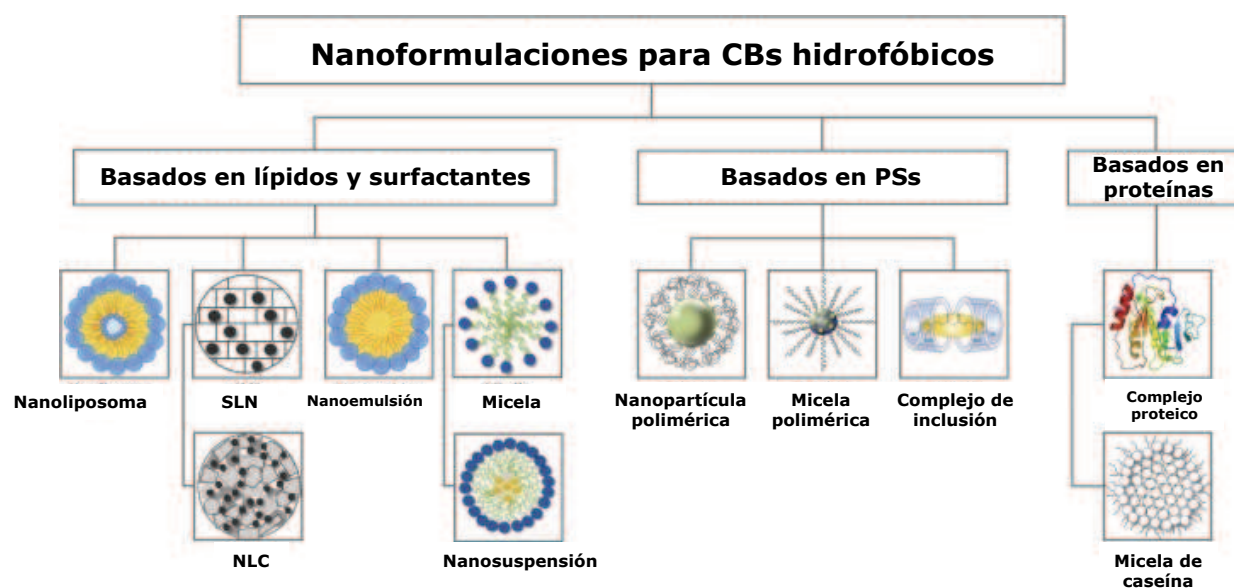 Nanoformulaciones para CBs hidrofóbicos
Basados en lípidos y surfactantes
Basados en PSs
Basados en
proteínas
Nanoliposoma
SLN
Nanoemulsión
Micela
Nanopartícula
polimérica
Micela
polimérica
Complejo de
inclusión
Complejo
proteico
NLC
Nanosuspensión
Micela de
caseína